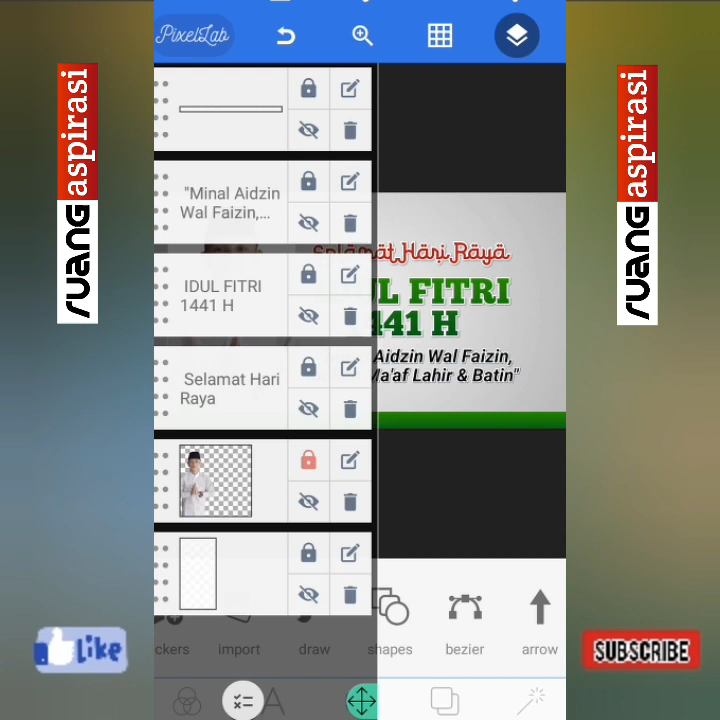 PixelLab
RUANG aspirasi
RUANG aspirasi
"Minal Aidzin
Wal Faizin,...
IDUL FITRI
1441 H
Selamat Hari
Raya
Selamat Hari Raya
UL FITRI
441 H
Aidzin Wal Faizin,
Ma'af Lahir & Batin"
ckers
import
draw
shapes
bezier
arrow
Like
SUBSCRIBE